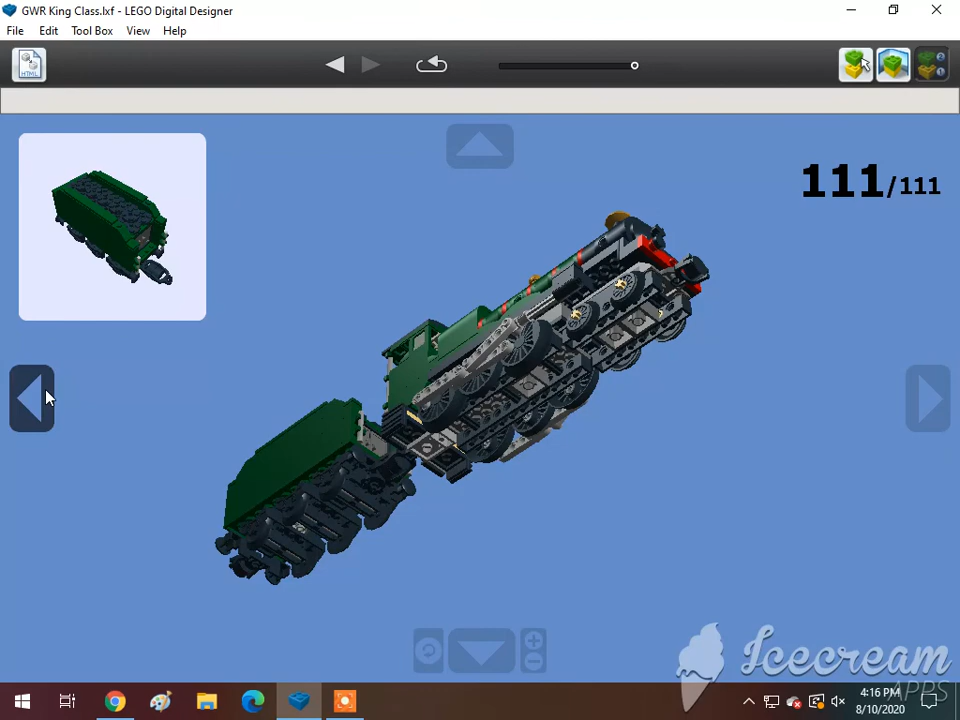 GWR King Class.lxf - LEGO Digital Designer
File Edit Tool Box View Help
HTML
111/111
Icecream
APPS
4:16 PM
8/10/2020